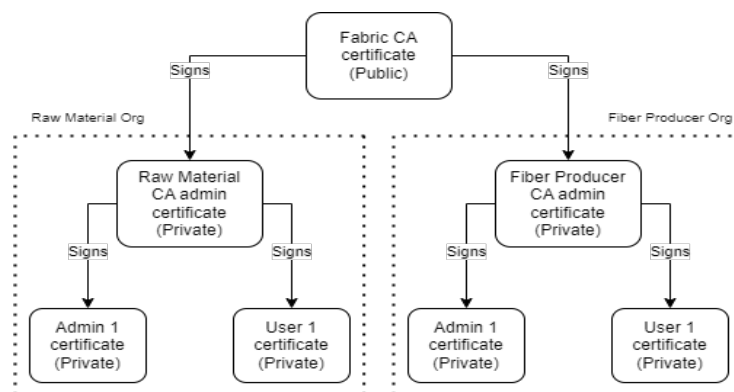 Fabric CA
certificate
(Public)
Signs
Signs
Raw Material Org
Fiber Producer Org
Raw Material
CA admin
certificate
(Private)
Fiber Producer
CA admin
certificate
(Private)
Signs
Signs
Signs
Signs
Admin 1
certificate
(Private)
User 1
certificate
(Private)
Admin 1
certificate
(Private)
User 1
certificate
(Private)